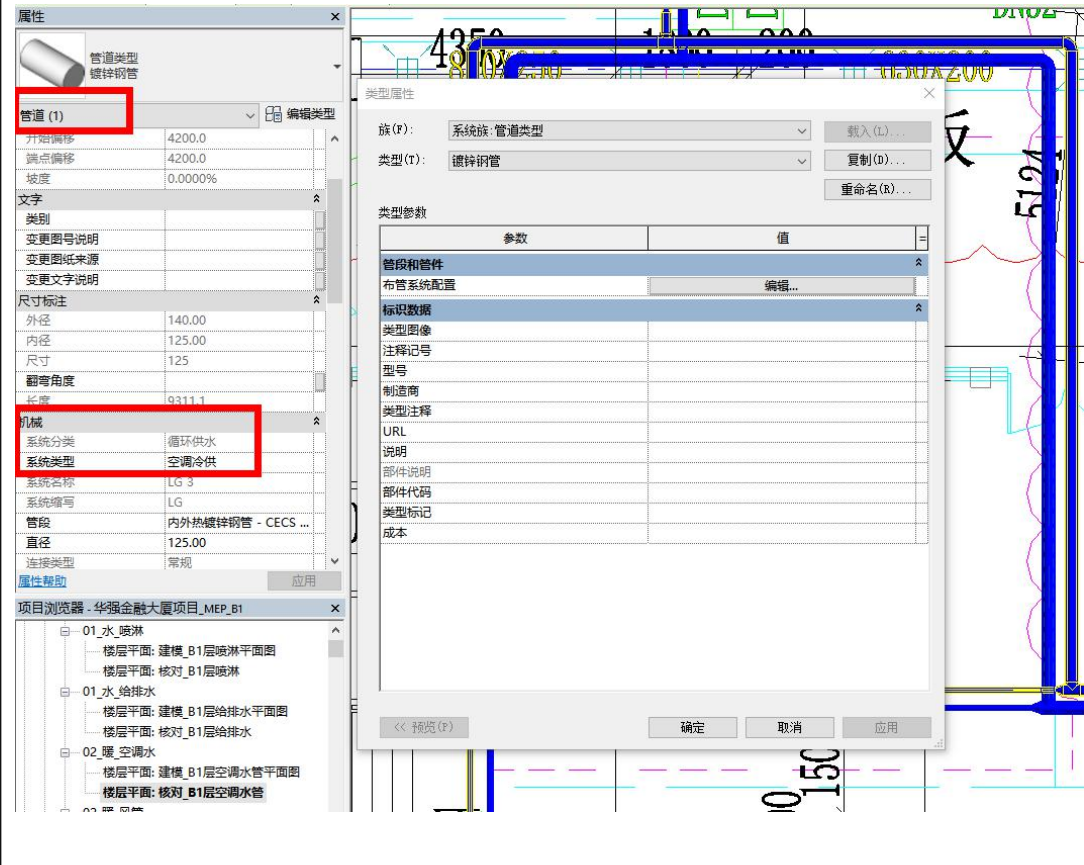 属性
管道类型
镀锌钢管
管道 (1)
编辑类型
开始偏移 4200.0
端点偏移 4200.0
坡度 0.0000%
文字
类别
变更图号说明
变更图纸来源
变更文字说明
尺寸标注
外径 140.00
内径 125.00
尺寸 125
翻弯角度
长度 9311.1
机械
系统分类 循环供水
系统类型 空调冷供
系统名称 LG 3
系统缩写 LG
管段 内外热镀锌钢管 - CECS ...
直径 125.00
连接类型 常规
属性帮助 应用
项目浏览器 - 华强金融大厦项目_MEP_B1
01_水_喷淋
楼层平面: 建模_B1层喷淋平面图
楼层平面: 核对_B1层喷淋
01_水_给排水
楼层平面: 建模_B1层给排水平面图
楼层平面: 核对_B1层给排水
02_暖_空调水
楼层平面: 建模_B1层空调水管平面图
楼层平面: 核对_B1层空调水管
类型属性
族(F): 系统族:管道类型 载入(L)...
类型(T): 镀锌钢管 复制(D)...
重命名(R)...
类型参数
参数 值 =
管段和管件
布管系统配置 编辑...
标识数据
类型图像
注释记号
型号
制造商
类型注释
URL
说明
部件说明
部件代码
类型标记
成本
<< 预览(P) 确定 取消 应用
4350
5124
150